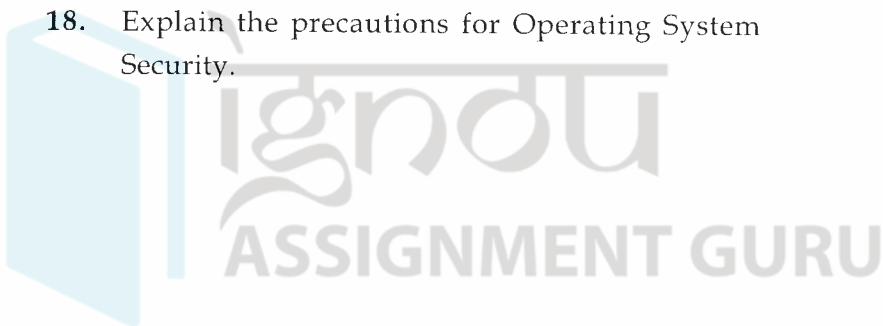 18. Explain the precautions for Operating System
Security.
ignou
ASSIGNMENT GURU